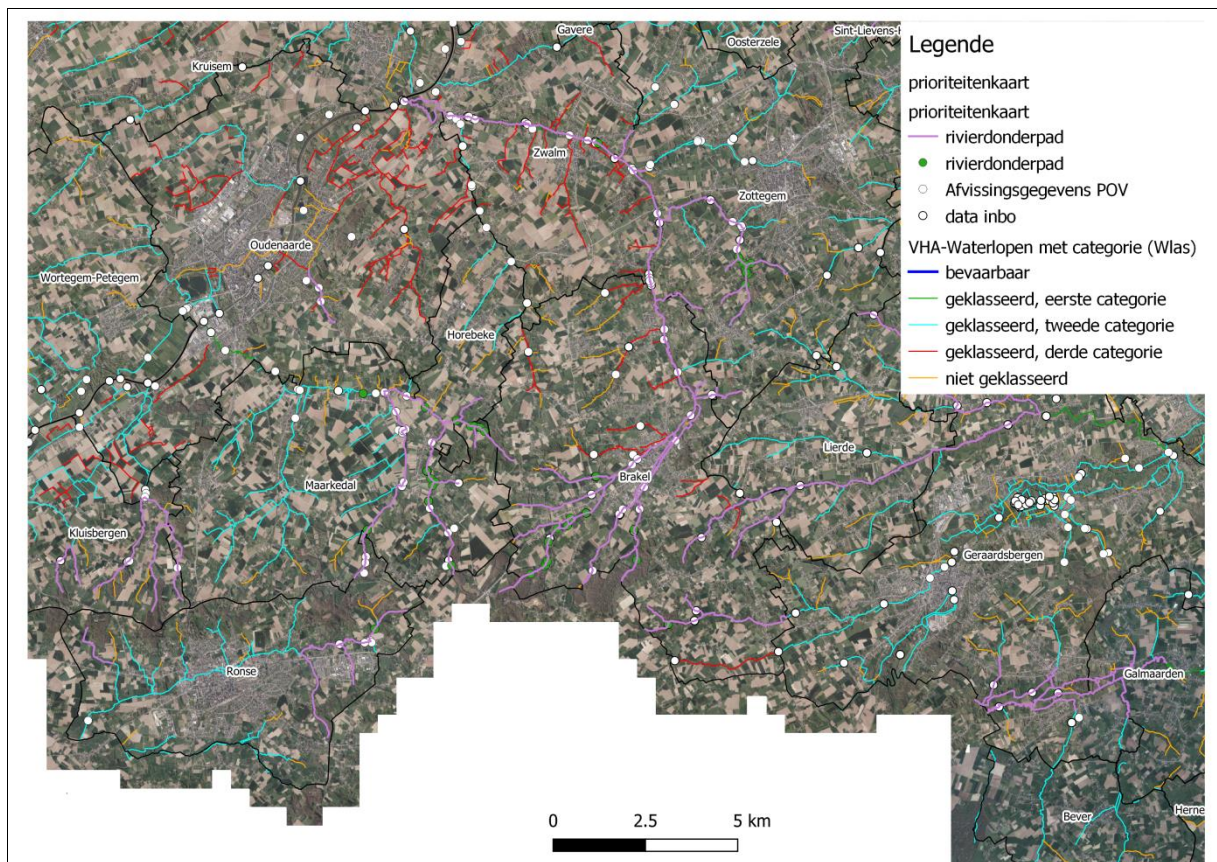 Gavere
Sint-Lievens-H
Oosterzele
Kruisem
Legende
prioriteitenkaart
prioriteitenkaart
rivierdonderpad
rivierdonderpad
Afvissingsgegevens POV
data inbo
VHA-Waterlopen met categorie (Wlas)
bevaarbaar
geklasseerd, eerste categorie
geklasseerd, tweede categorie
geklasseerd, derde categorie
niet geklasseerd
Zwalm
Zottegem
Oudenaarde
Wortegem-Petegem
Horebeke
Lierde
Brakel
Maarkedal
Kluisbergen
Geraardsbergen
Ronse
Galmaarden
Bever
Herne
0 2.5 5 km